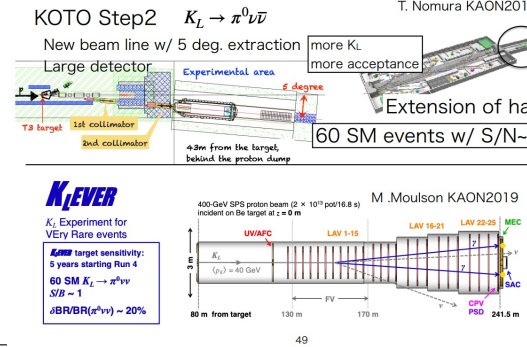 KOTO Step2 K_L → π⁰νν̄
T. Nomura KAON201
New beam line w/ 5 deg. extraction
Large detector
more K_L
more acceptance
Experimental area
5 degree
p
T3 target
1st collimator
2nd collimator
43m from the target,
behind the proton dump
Extension of ha
60 SM events w/ S/N~
KLEVER
K_L Experiment for
VEry Rare events
KLEVER target sensitivity:
5 years starting Run 4
60 SM K_L → π⁰νν
S/B ~ 1
δBR/BR(π⁰νν) ~ 20%
M .Moulson KAON2019
400-GeV SPS proton beam (2 × 10¹³ pot/16.8 s)
incident on Be target at z = 0 m
UV/AFC
LAV 1-15
LAV 16-21
LAV 22-25
MEC
3 m
K_L
⟨p_K⟩ = 40 GeV
γ
γ
ν
ν
SAC
FV
CPV
PSD
80 m from target
130 m
170 m
241.5 m
49